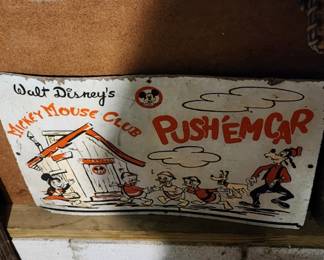 Walt Disney's
MICKEY MOUSE CLUB
PUSH'EM CAR